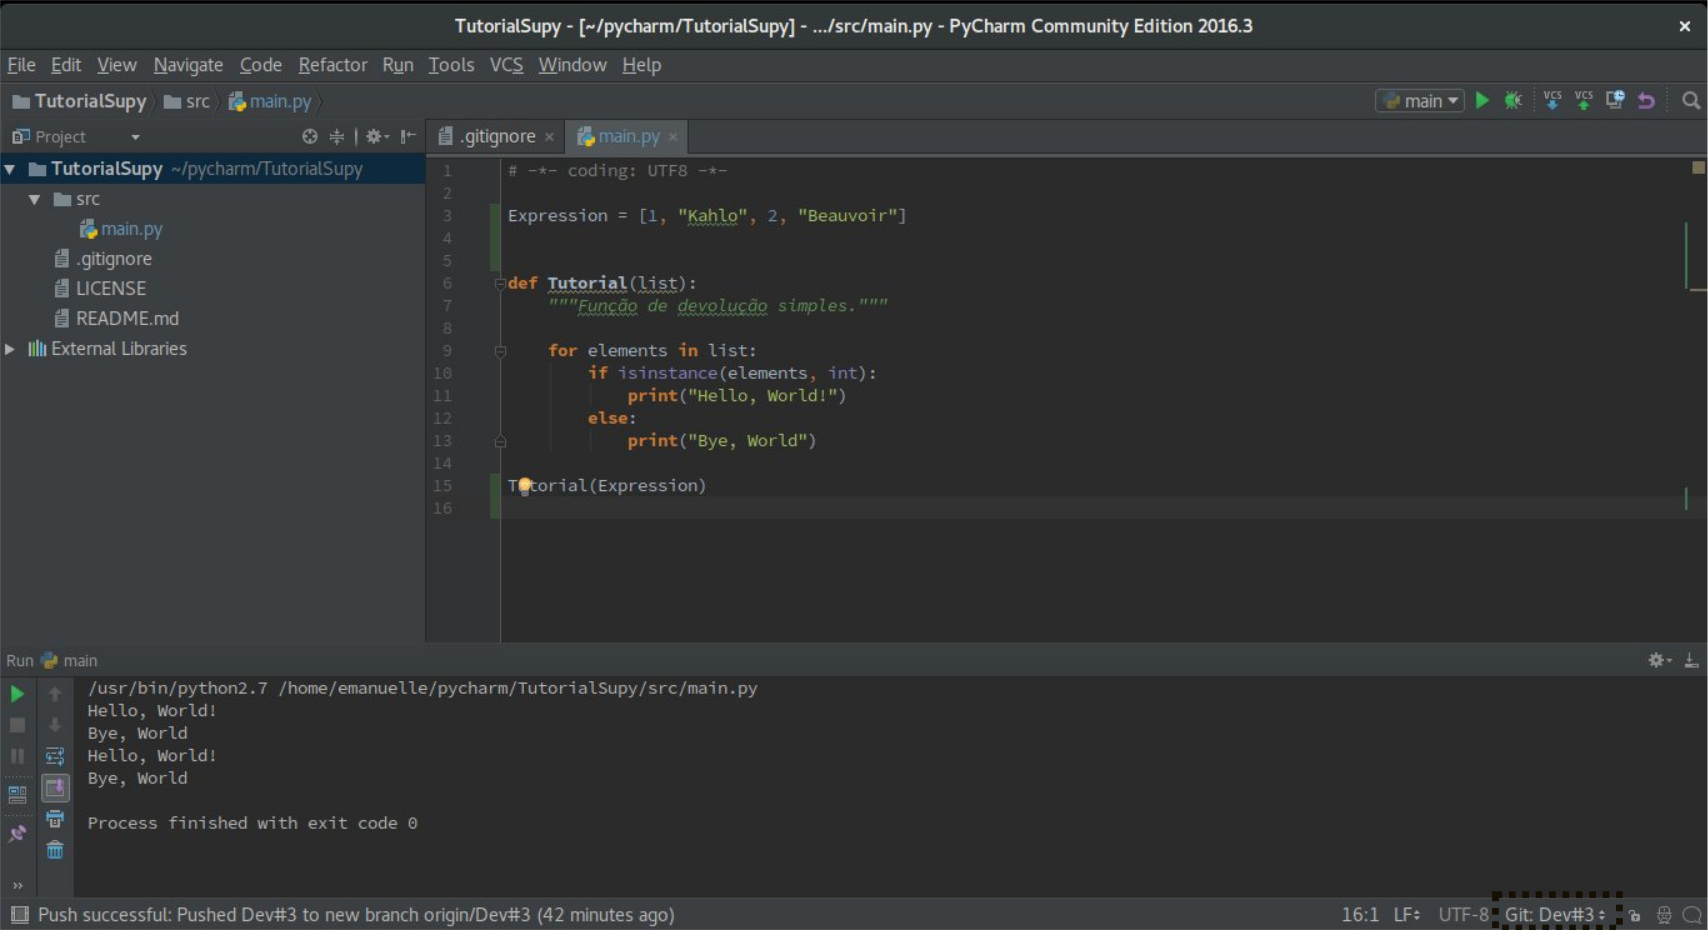 TutorialSupy - [~/pycharm/TutorialSupy] - .../src/main.py - PyCharm Community Edition 2016.3
File Edit View Navigate Code Refactor Run Tools VCS Window Help
TutorialSupy src main.py main VCS VCS
Project .gitignore main.py
TutorialSupy ~/pycharm/TutorialSupy
src
main.py
.gitignore
LICENSE
README.md
External Libraries
1 # -*- coding: UTF8 -*-
2
3 Expression = [1, "Kahlo", 2, "Beauvoir"]
4
5
6 def Tutorial(list):
7 """Função de devolução simples."""
8
9 for elements in list:
10 if isinstance(elements, int):
11 print("Hello, World!")
12 else:
13 print("Bye, World")
14
15 Tutorial(Expression)
16
Run main
/usr/bin/python2.7 /home/emanuelle/pycharm/TutorialSupy/src/main.py
Hello, World!
Bye, World
Hello, World!
Bye, World
Process finished with exit code 0
Push successful: Pushed Dev#3 to new branch origin/Dev#3 (42 minutes ago) 16:1 LF UTF-8 Git: Dev#3